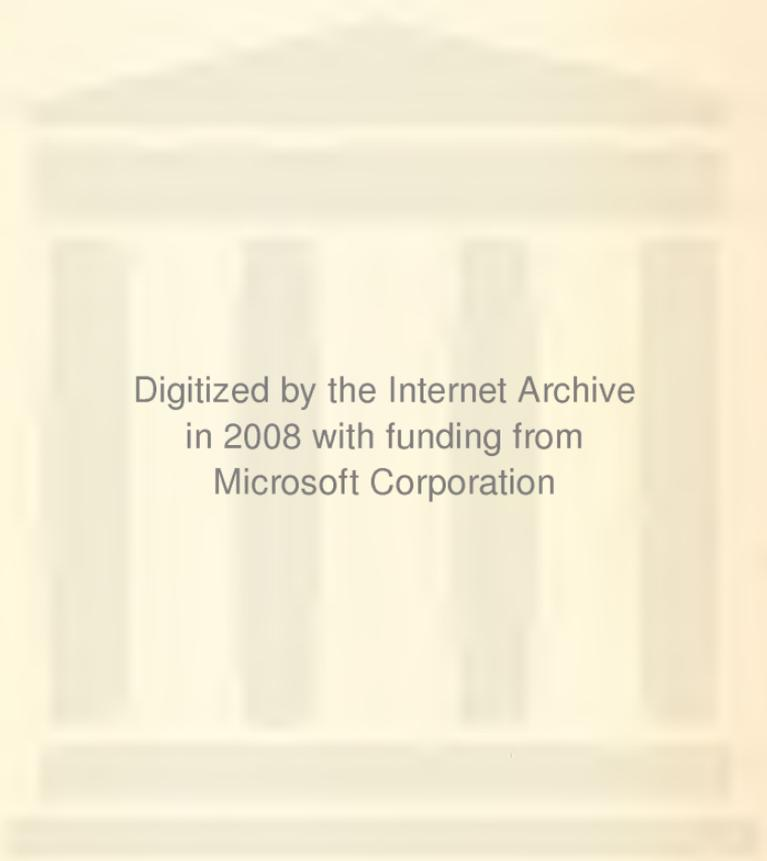 Digitized by the Internet Archive
in 2008 with funding from
Microsoft Corporation